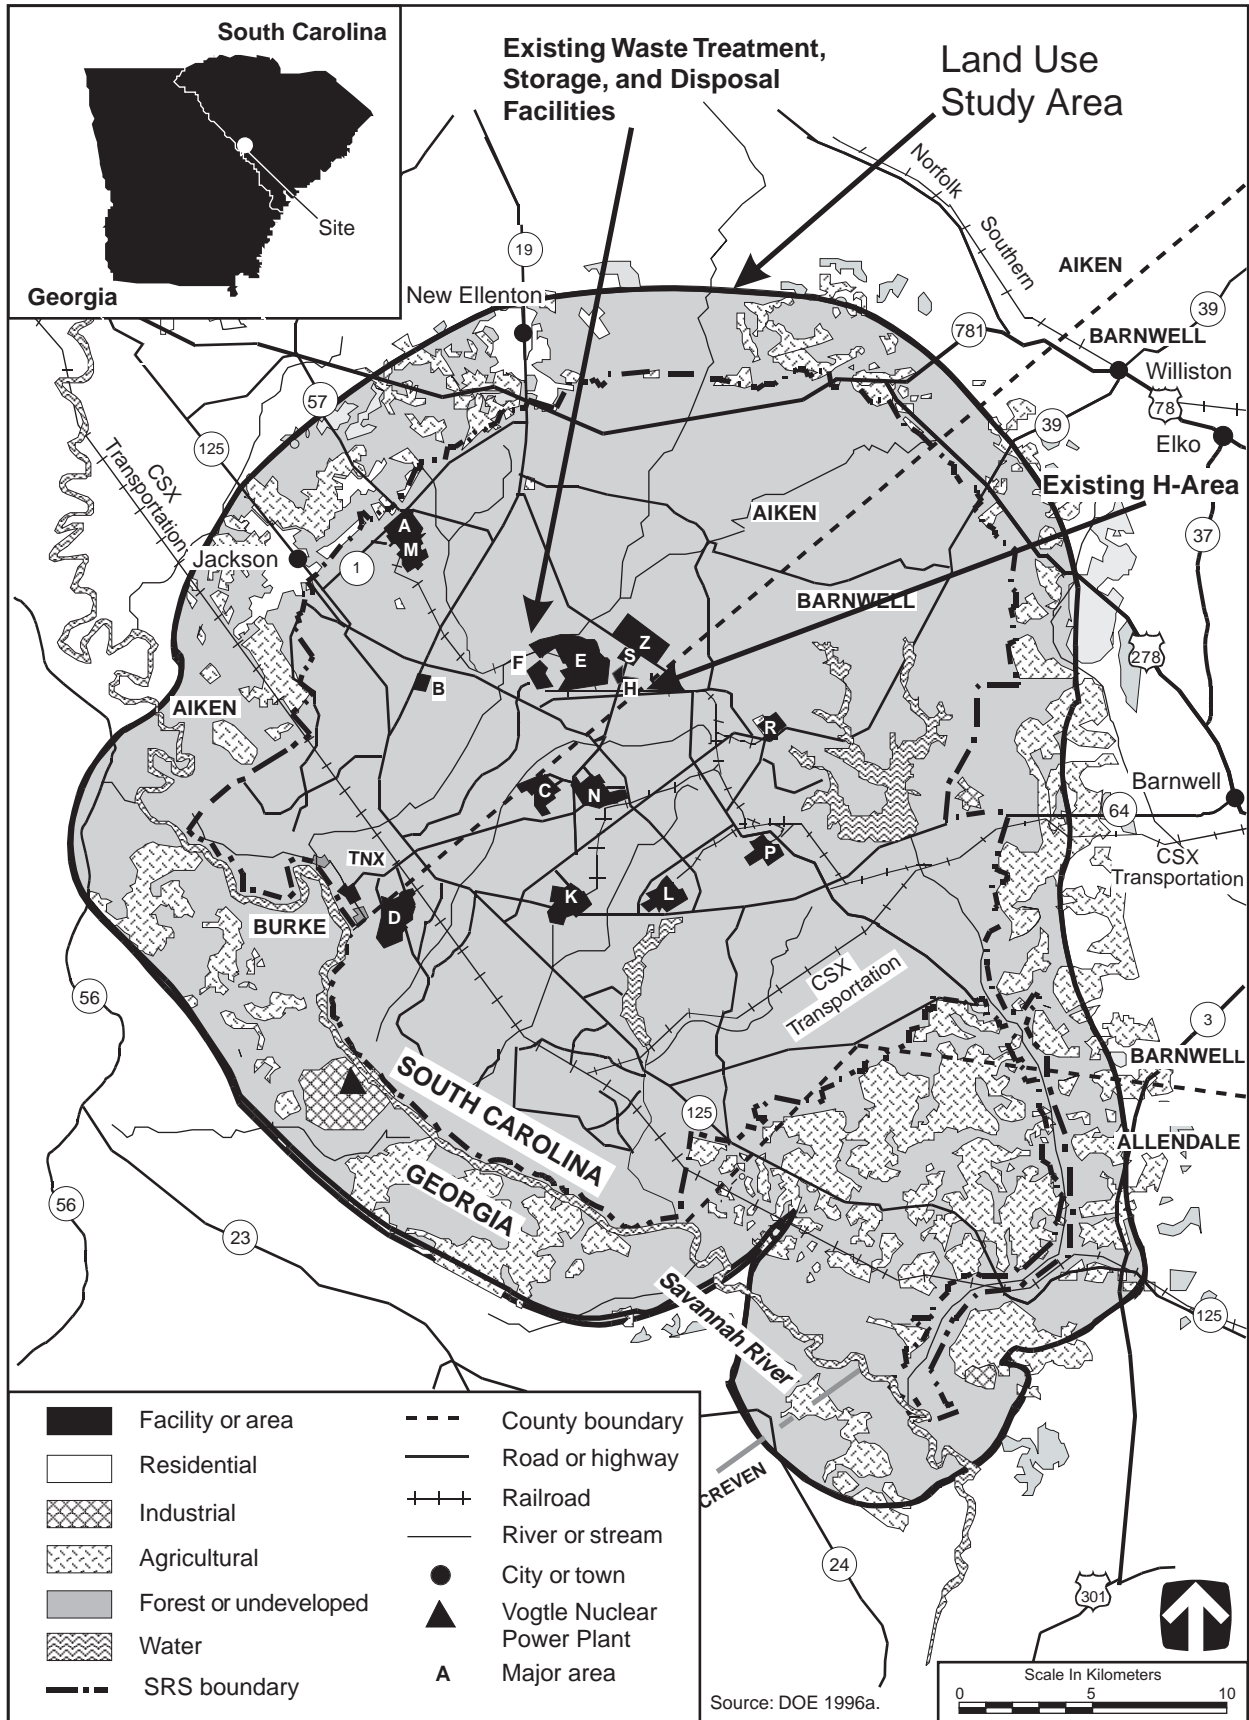 South Carolina
Georgia
Site
Existing Waste Treatment,
Storage, and Disposal
Facilities
Land Use
Study Area
Norfolk
Southern
AIKEN
BARNWELL
39
19
New Ellenton
781
Williston
78
Elko
57
39
125
CSX
Transportation
Existing H-Area
A
M
AIKEN
37
Jackson
1
BARNWELL
Z
S
E
F
H
B
278
AIKEN
R
C
N
Barnwell
64
P
TNX
CSX
Transportation
K
L
D
BURKE
CSX
Transportation
56
3
BARNWELL
SOUTH CAROLINA
125
ALLENDALE
GEORGIA
56
23
Savannah River
125
CREVEN
24
301
Facility or area
Residential
Industrial
Agricultural
Forest or undeveloped
Water
SRS boundary
County boundary
Road or highway
Railroad
River or stream
City or town
Vogtle Nuclear
Power Plant
A
Major area
Source: DOE 1996a.
Scale In Kilometers
0 5 10